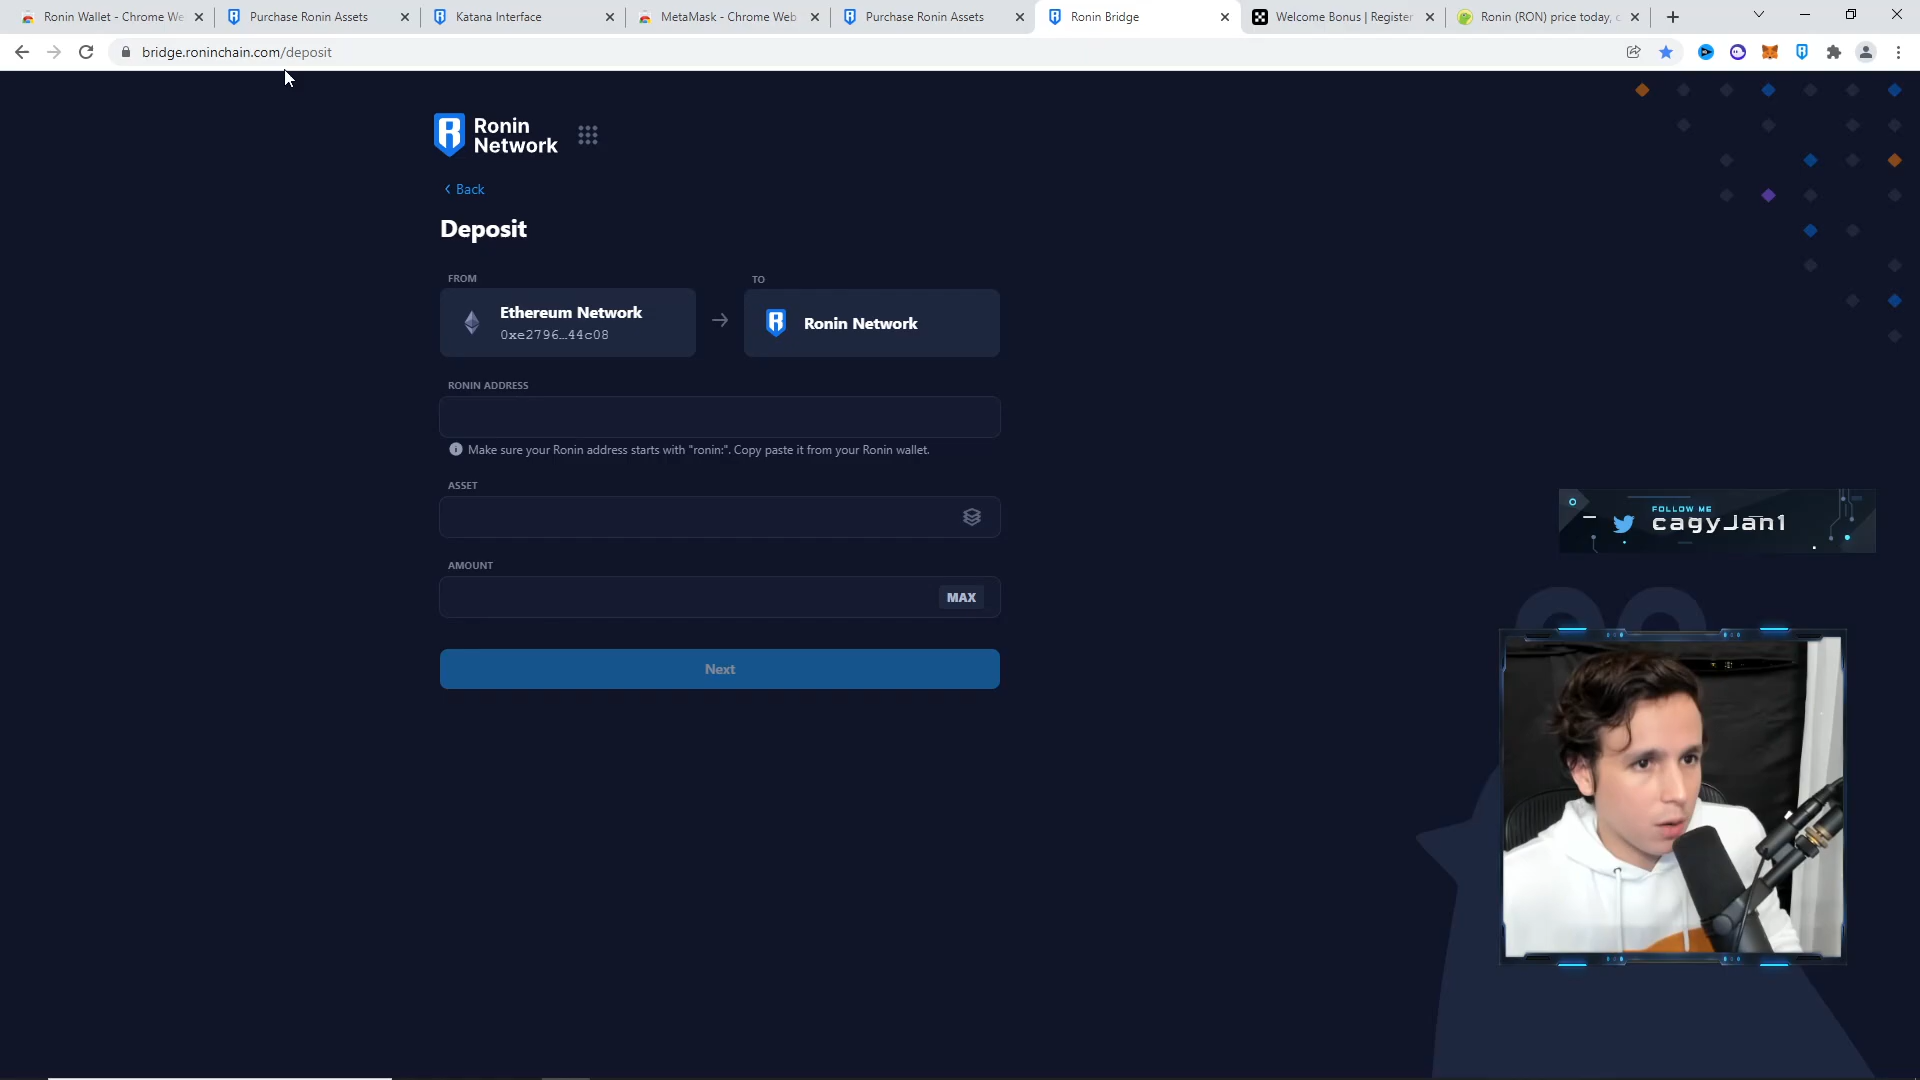 Ronin Wallet - Chrome We
Purchase Ronin Assets
Katana Interface
MetaMask - Chrome Web
Purchase Ronin Assets
Ronin Bridge
Welcome Bonus | Register
Ronin (RON) price today, c
bridge.roninchain.com/deposit
Ronin
Network
Back
Deposit
FROM
TO
Ethereum Network
0xe2796...44c08
Ronin Network
RONIN ADDRESS
Make sure your Ronin address starts with "ronin:". Copy paste it from your Ronin wallet.
ASSET
AMOUNT
MAX
Next
FOLLOW ME
cagyJan1